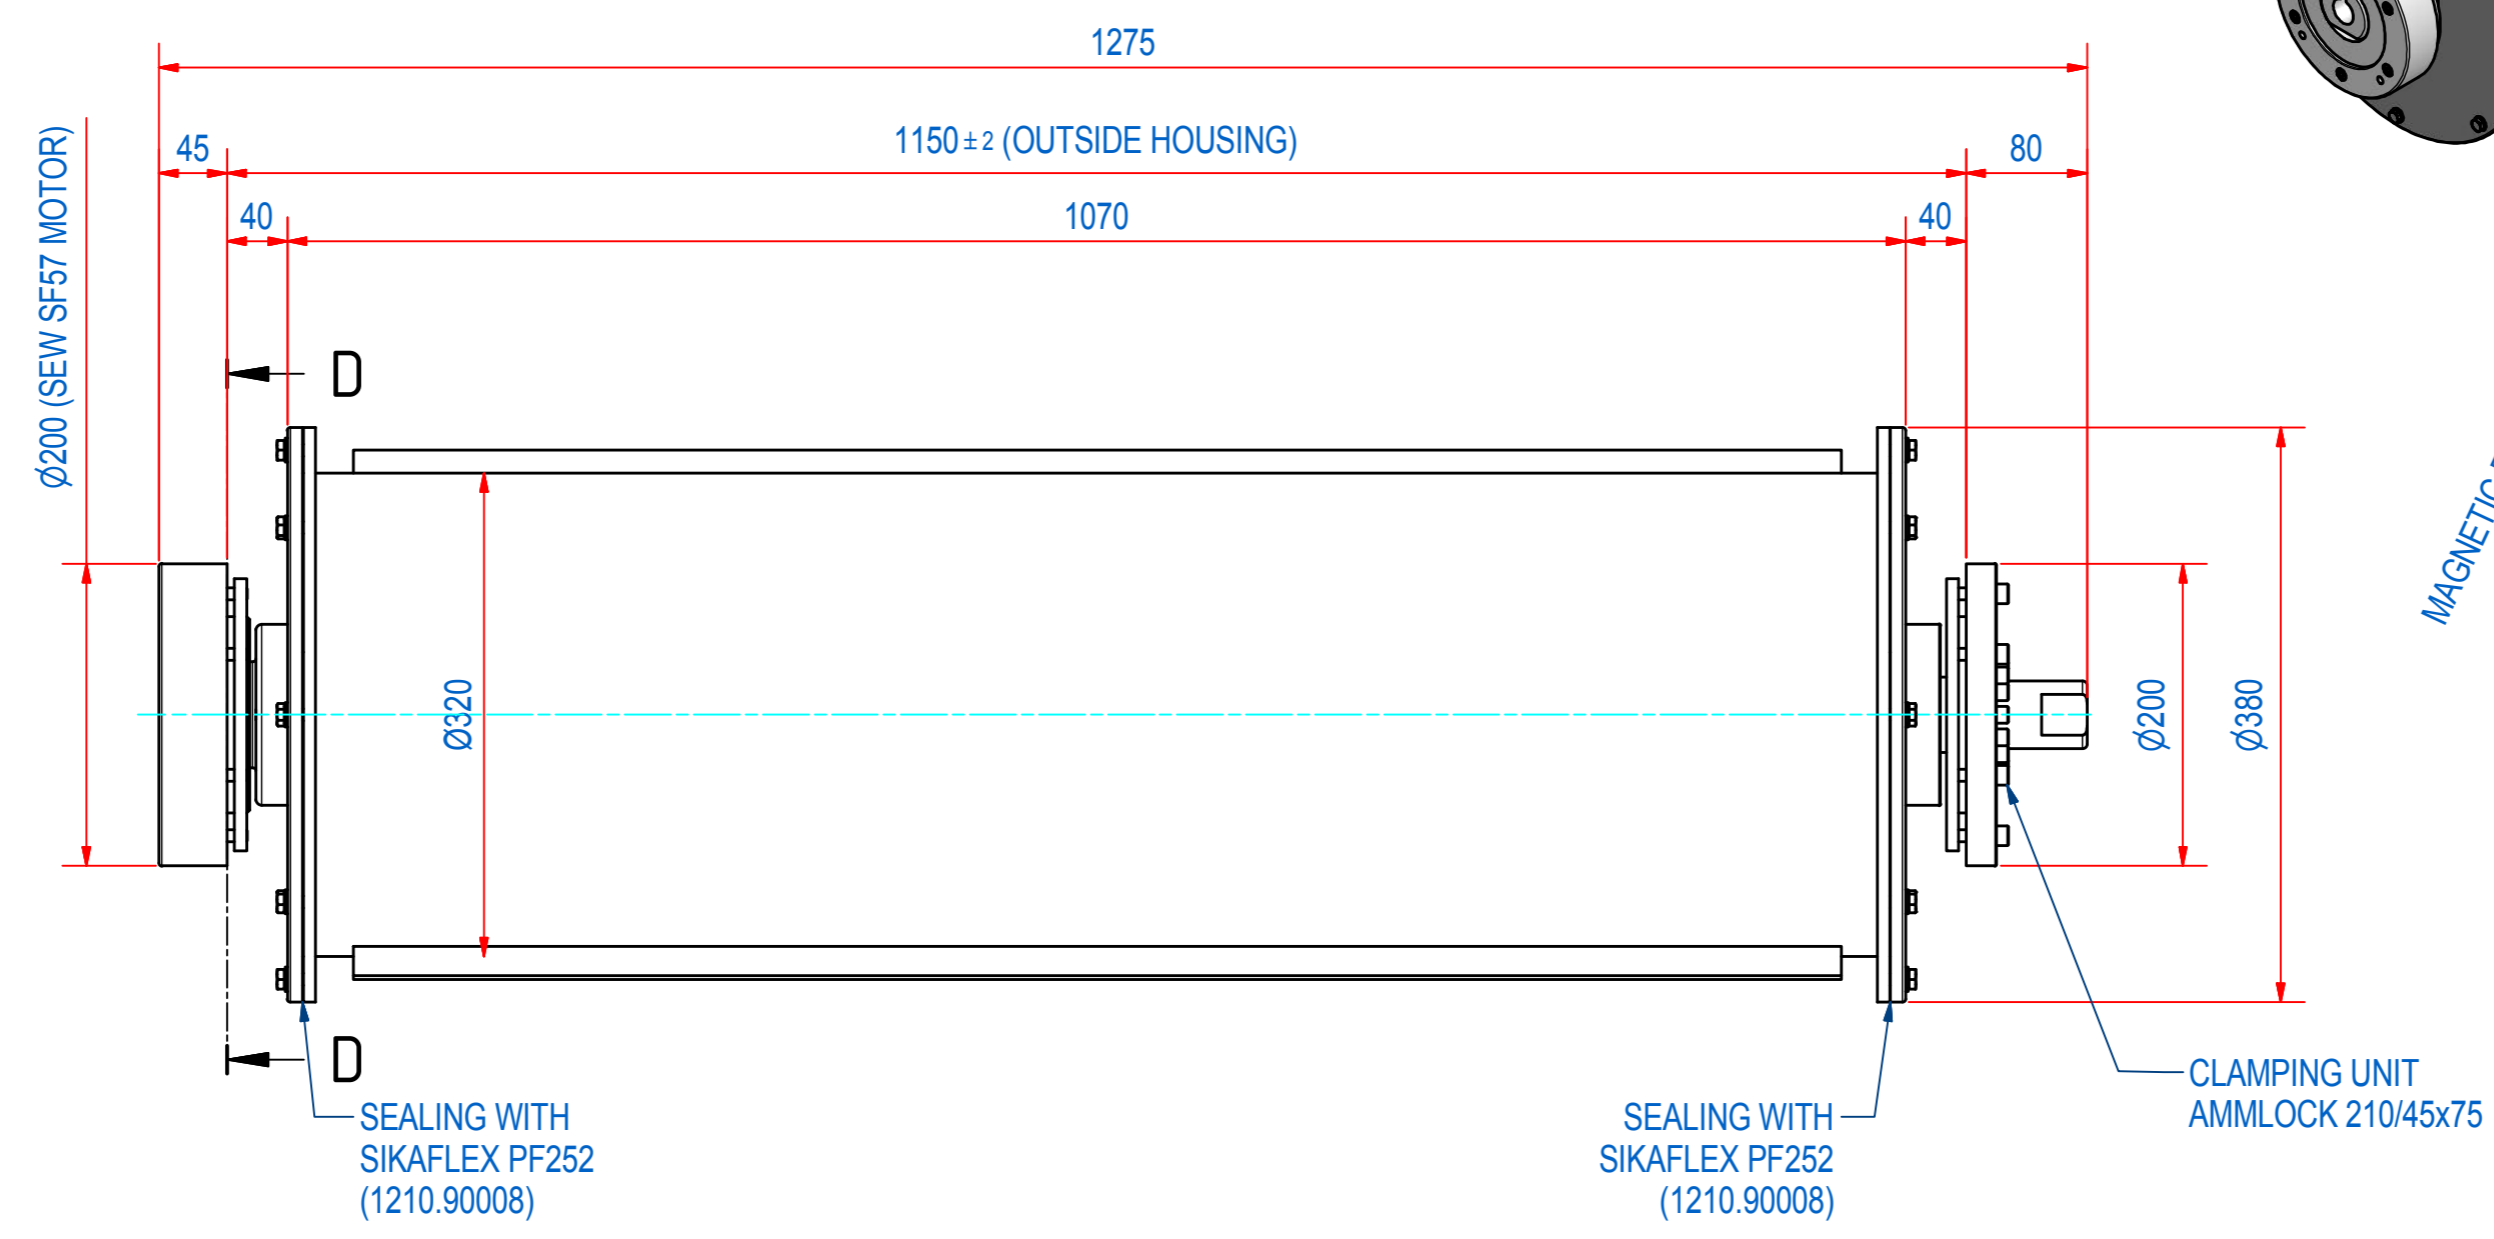 1275
1150±2 (OUTSIDE HOUSING)
45
80
40
1070
40
Ø200 (SEW SF57 MOTOR)
D
Ø320
Ø200
Ø380
MAGNETIC
D
SEALING WITH
SIKAFLEX PF252
(1210.90008)
SEALING WITH
SIKAFLEX PF252
(1210.90008)
CLAMPING UNIT
AMMLOCK 210/45x75